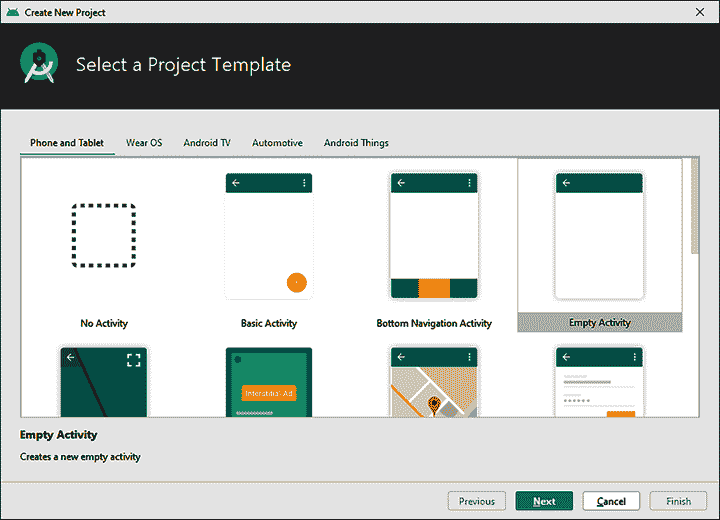 Create New Project
Select a Project Template
Phone and Tablet Wear OS Android TV Automotive Android Things
No Activity Basic Activity Bottom Navigation Activity Empty Activity
Interstitial Ad
Empty Activity
Creates a new empty activity
Previous Next Cancel Finish